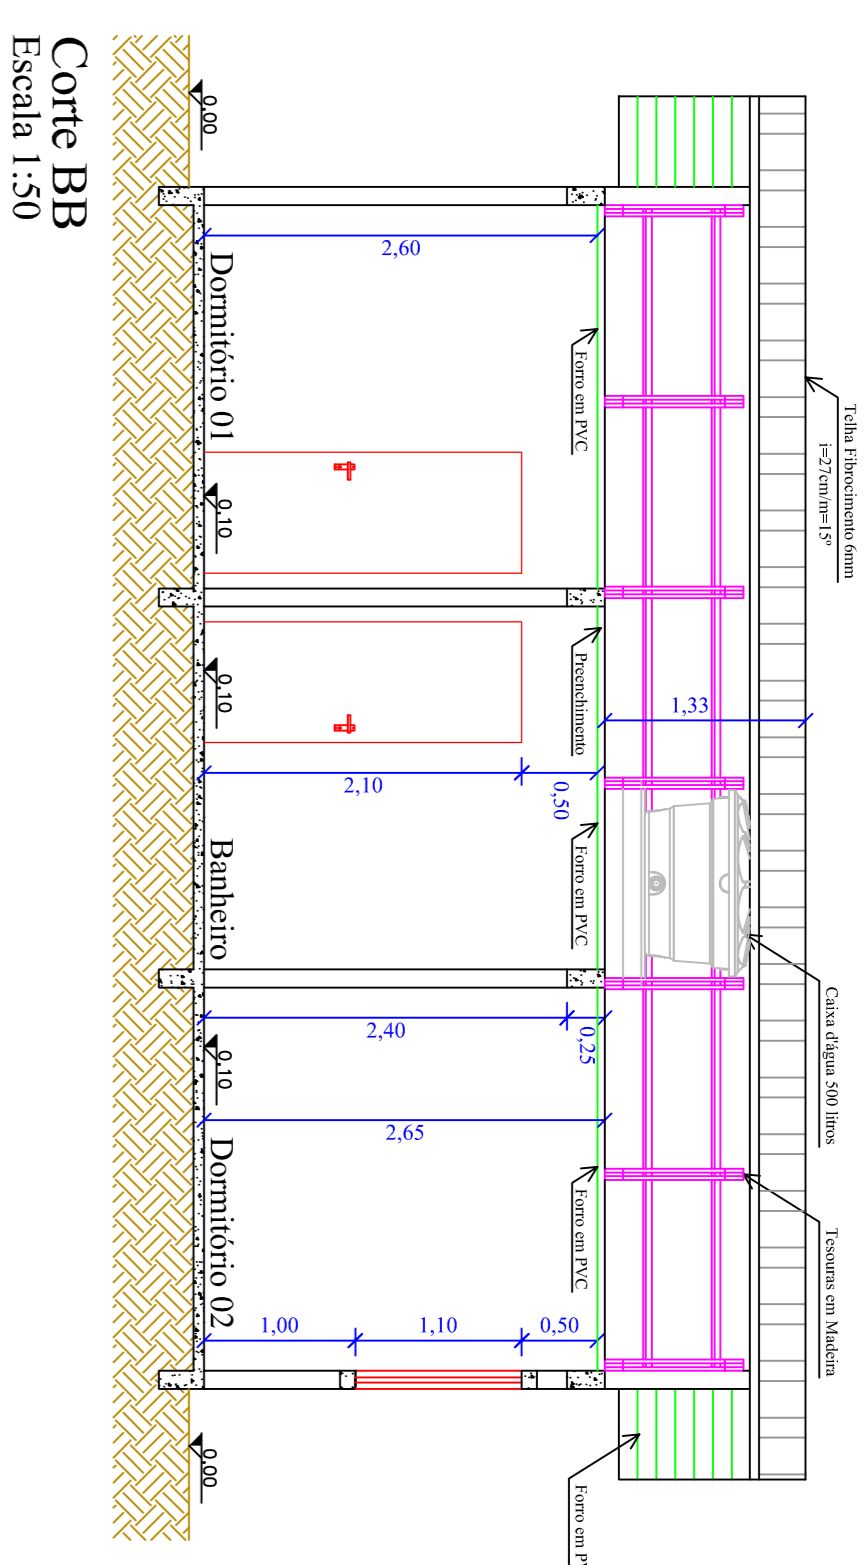 Telha Fibrocimento 6mm
i=27cm/m=15º
Caixa d'água 500 litros
Tesouras em Madeira
1,33
Forro em PVC
Preenchimento
Forro em PVC
Forro em PVC
Forro em
2,60
0,50
2,10
0,25
2,40
2,65
0,50
1,10
1,00
Dormitório 01
Banheiro
Dormitório 02
0,00
0,10
0,10
0,10
0,00
Corte BB
Escala 1:50